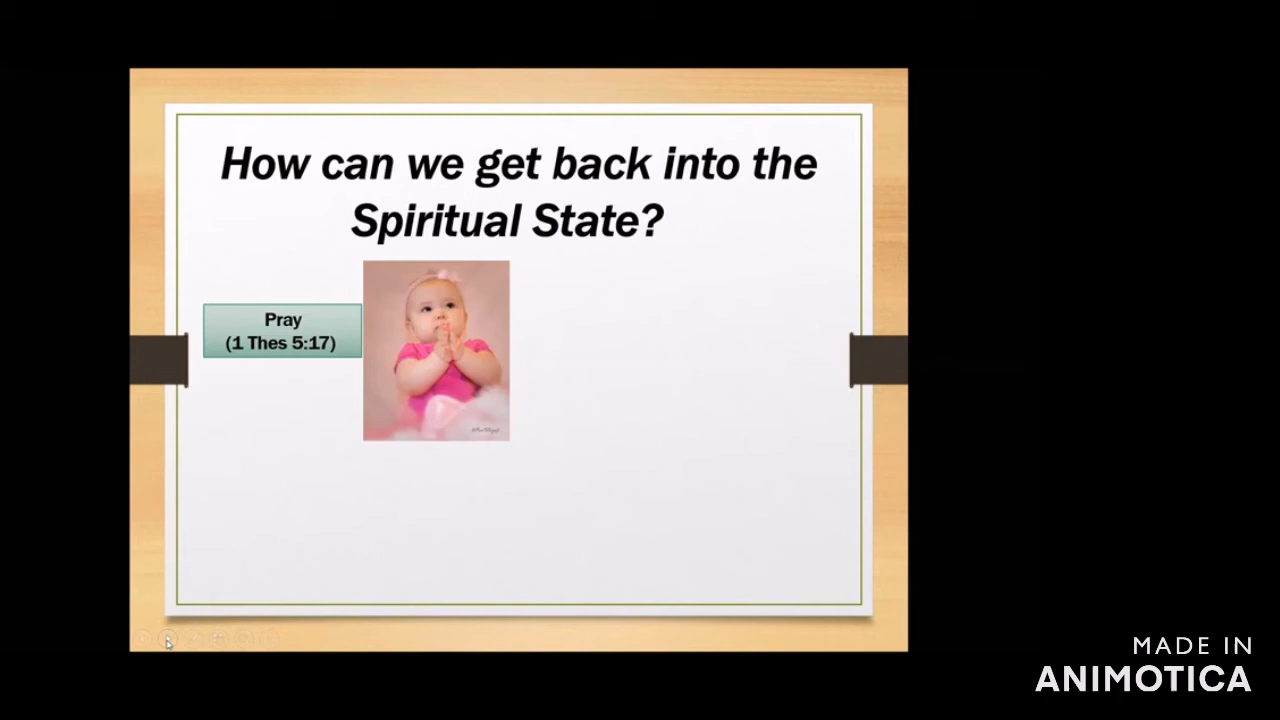 How can we get back into the
Spiritual State?
Pray
(1 Thes 5:17)
MADE IN
ANIMOTICA